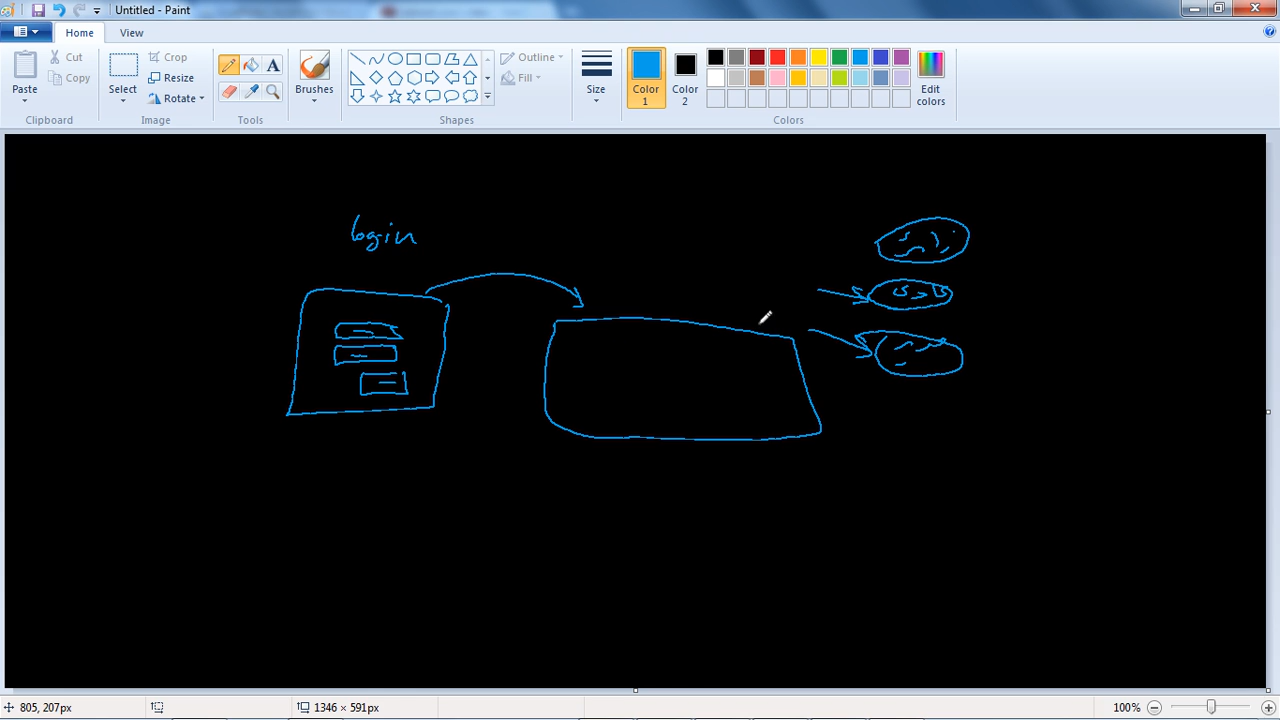 Untitled - Paint
Home
View
Paste
Cut
Copy
Clipboard
Select
Crop
Resize
Rotate
Image
Tools
Brushes
Outline
Fill
Shapes
Size
Color
1
Color
2
Edit
colors
Colors
login
805, 207px
1346 × 591px
100%